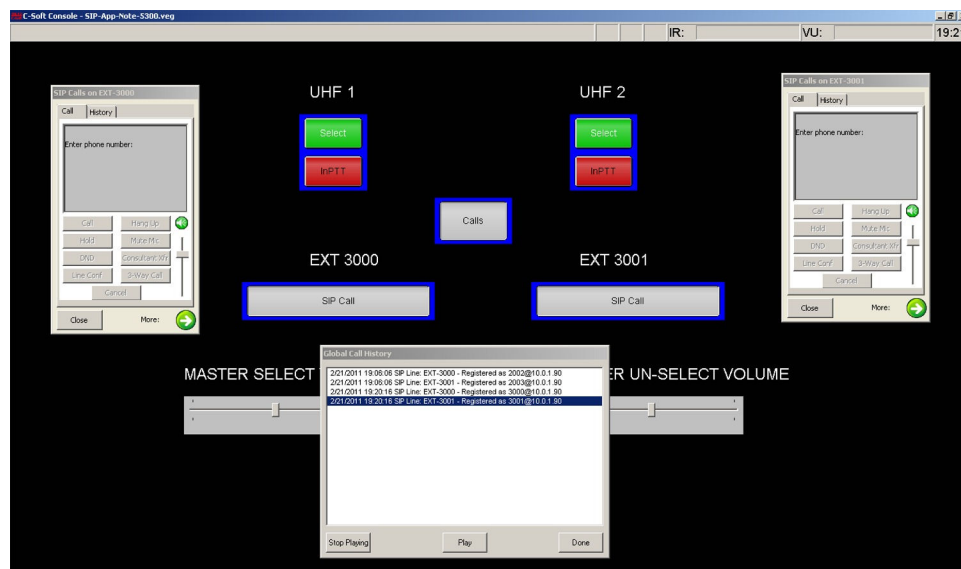 C-Soft Console - SIP-App-Note-5300.veg
IR:
VU:
19:2
SIP Calls on EXT-3000
Call
History
Enter phone number:
Call
Hang Up
Hold
Mute Mic
DND
Consultant Xfr
Line Conf
3-Way Call
Cancel
Close
More:
UHF 1
Select
InPTT
UHF 2
Select
InPTT
Calls
EXT 3000
SIP Call
EXT 3001
SIP Call
SIP Calls on EXT-3001
Call
History
Enter phone number:
Call
Hang Up
Hold
Mute Mic
DND
Consultant Xfr
Line Conf
3-Way Call
Cancel
Close
More:
MASTER SELECT
ER UN-SELECT VOLUME
Global Call History
2/21/2011 19:06:06 SIP Line: EXT-3000 - Registered as 2002@10.0.1.90
2/21/2011 19:06:06 SIP Line: EXT-3001 - Registered as 2003@10.0.1.90
2/21/2011 19:20:16 SIP Line: EXT-3000 - Registered as 3000@10.0.1.90
2/21/2011 19:20:16 SIP Line: EXT-3001 - Registered as 3001@10.0.1.90
Stop Playing
Play
Done